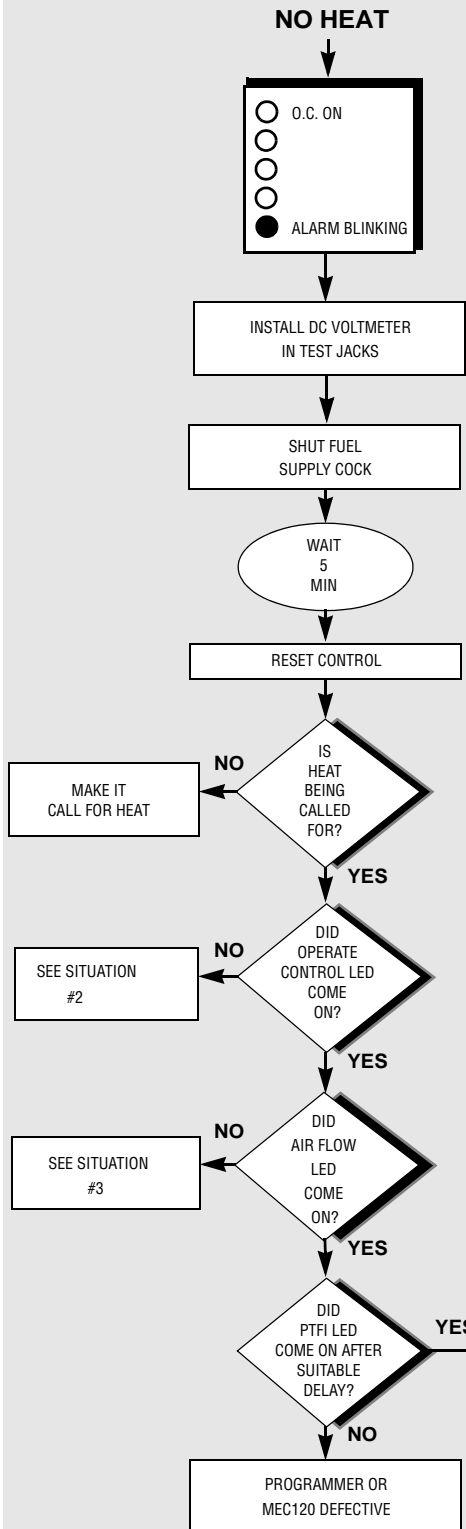 NO HEAT
O.C. ON
ALARM BLINKING
INSTALL DC VOLTMETER
IN TEST JACKS
SHUT FUEL
SUPPLY COCK
WAIT
5
MIN
RESET CONTROL
IS
HEAT
BEING
CALLED
FOR?
NO
MAKE IT
CALL FOR HEAT
YES
DID
OPERATE
CONTROL LED
COME
ON?
NO
SEE SITUATION
#2
YES
DID
AIR FLOW
LED
COME
ON?
NO
SEE SITUATION
#3
YES
DID
PTFI LED
COME ON AFTER
SUITABLE
DELAY?
YES
NO
PROGRAMMER OR
MEC120 DEFECTIVE